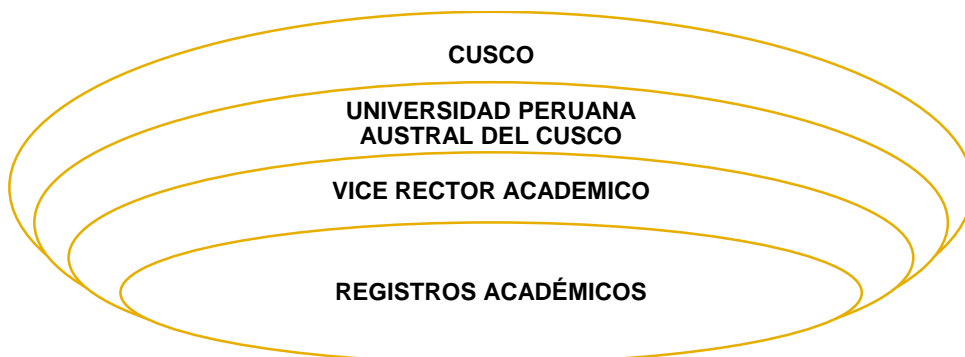 CUSCO
UNIVERSIDAD PERUANA
AUSTRAL DEL CUSCO
VICE RECTOR ACADEMICO
REGISTROS ACADÉMICOS